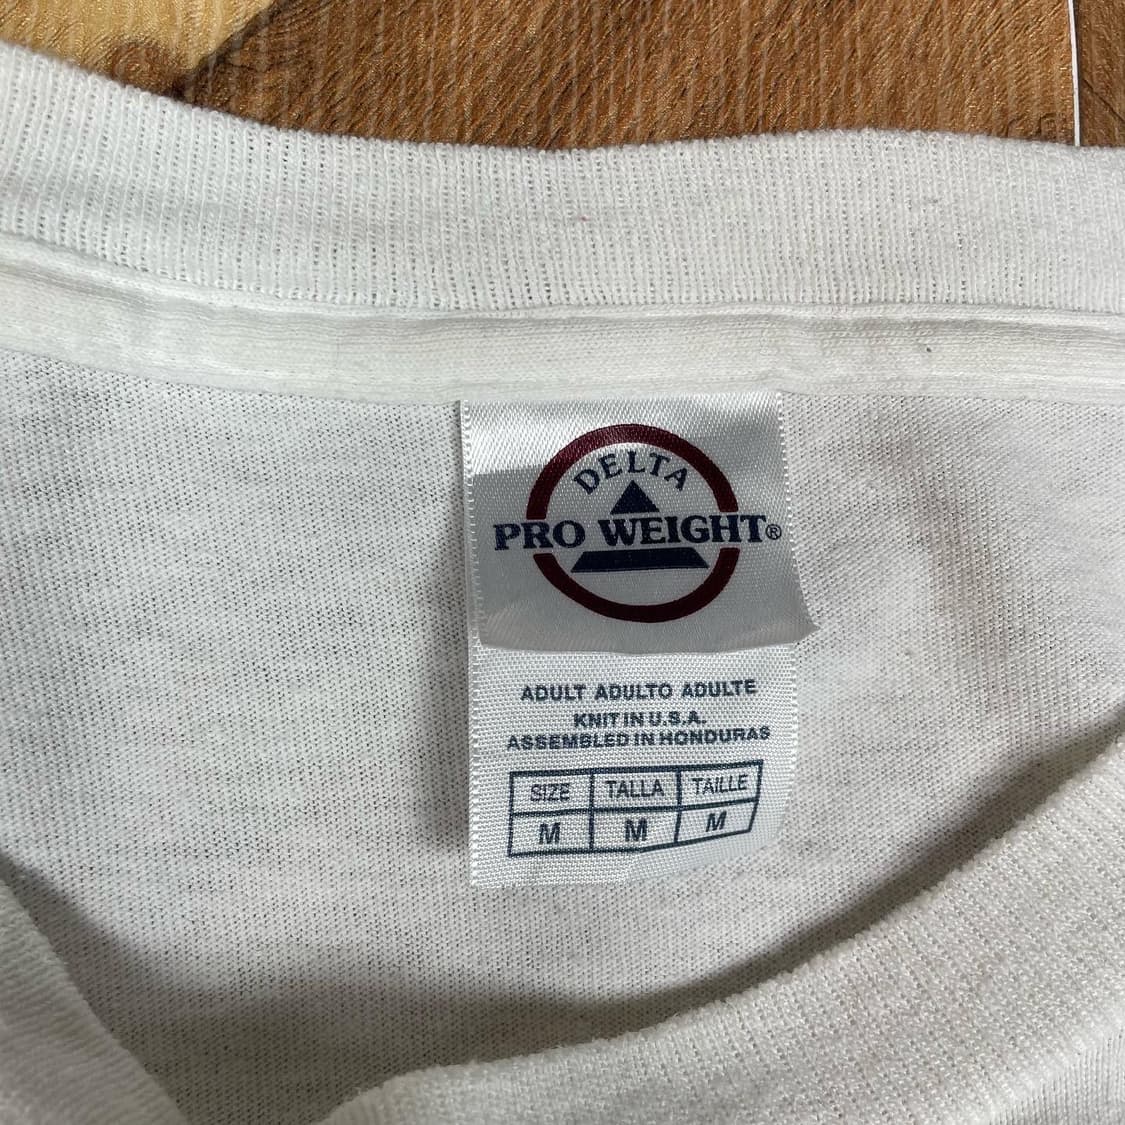 DELTA
PRO WEIGHT®
ADULT ADULTO ADULTE
KNIT IN U.S.A.
ASSEMBLED IN HONDURAS
SIZE TALLA TAILLE
M M M